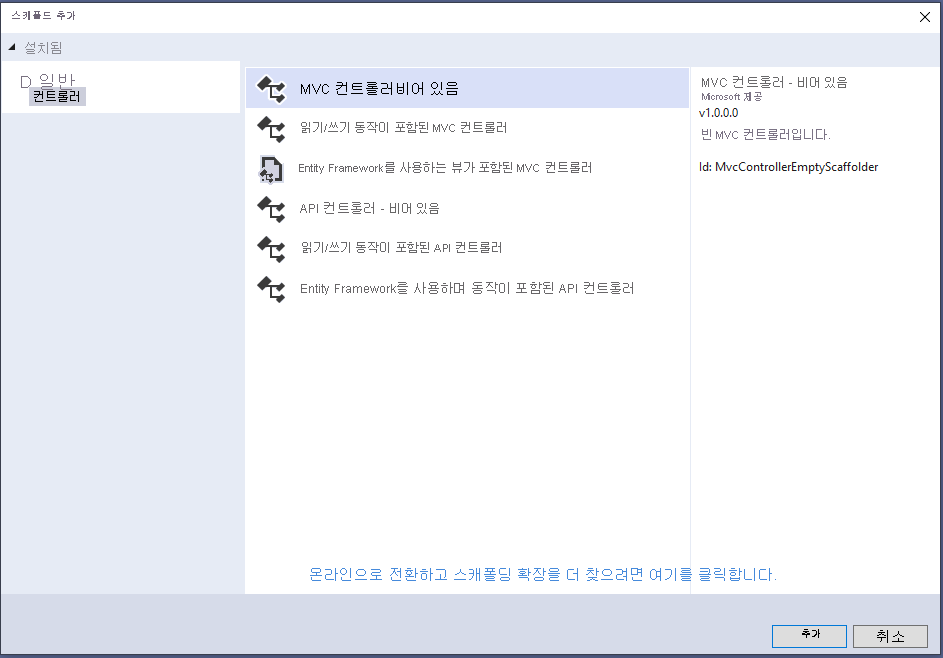 스캐폴드 추가
설치됨
D 일반
컨트롤러
MVC 컨트롤러비어 있음
읽기/쓰기 동작이 포함된 MVC 컨트롤러
Entity Framework를 사용하는 뷰가 포함된 MVC 컨트롤러
API 컨트롤러 - 비어 있음
읽기/쓰기 동작이 포함된 API 컨트롤러
Entity Framework를 사용하며 동작이 포함된 API 컨트롤러
MVC 컨트롤러 - 비어 있음
Microsoft 제공
v1.0.0.0
빈 MVC 컨트롤러입니다.
Id: MvcControllerEmptyScaffolder
온라인으로 전환하고 스캐폴딩 확장을 더 찾으려면 여기를 클릭합니다.
추가
취소